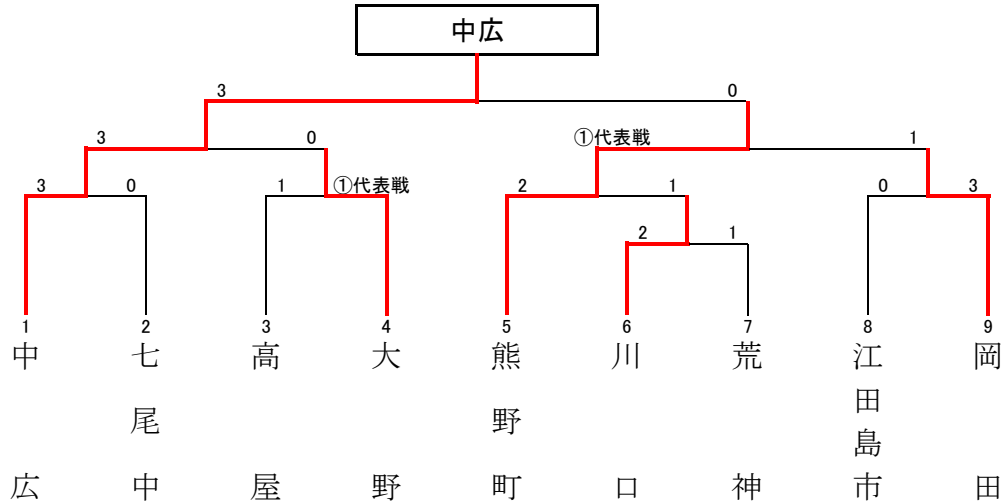 中広
3 0
3 0 ①代表戦 1
3 0 1 ①代表戦 2 1 0 3
2 1
1 2 3 4 5 6 7 8 9
中広
七尾中
高屋
大野
熊野町
川口
荒神
江田島市
岡田